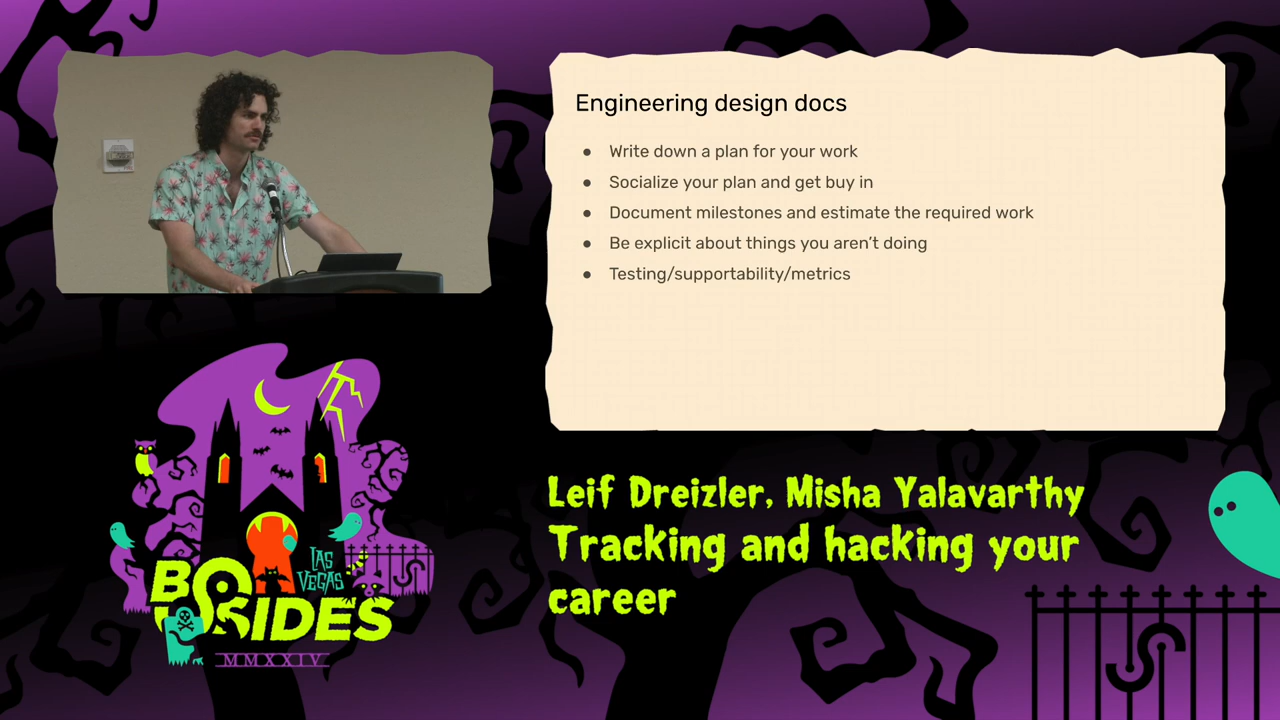 Engineering design docs
● Write down a plan for your work
● Socialize your plan and get buy in
● Document milestones and estimate the required work
● Be explicit about things you aren't doing
● Testing/supportability/metrics
Leif Dreizler, Misha Yalavarthy
Tracking and hacking your
career
LAS
VEGAS
BSIDES
MMXXIV